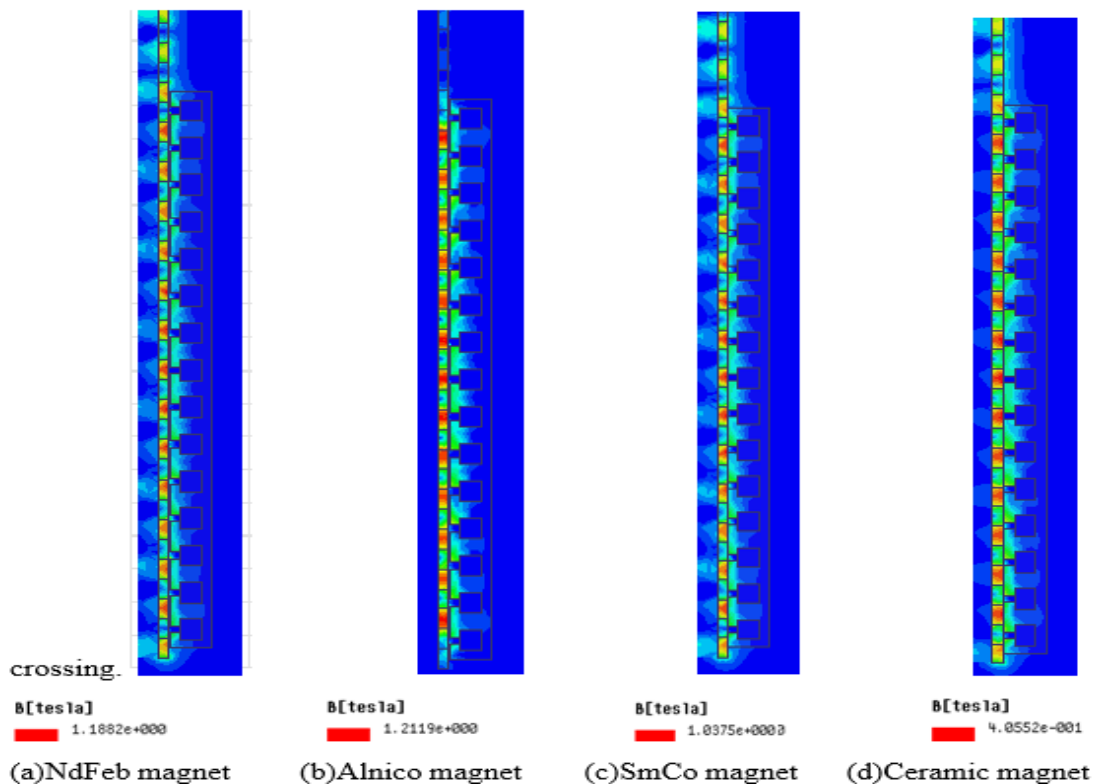 crossing.
B[tesla] B[tesla] B[tesla] B[tesla]
1.1882e+000 1.2119e+000 1.0375e+0000 4.0552e-001
(a)NdFeb magnet (b)Alnico magnet (c)SmCo magnet (d)Ceramic magnet